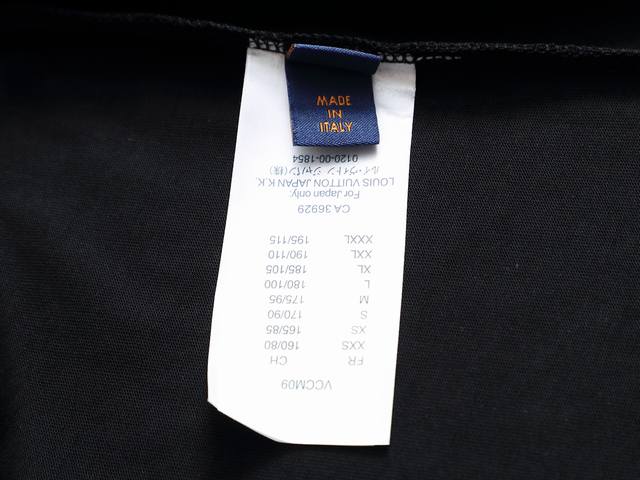 MADE
IN
ITALY
VCCM09
FR CH
XXS 160/80
XS 165/85
S 170/90
M 175/95
L 180/100
XL 185/105
XXL 190/110
XXXL 195/115
CA 36929
For Japan only:
LOUIS VUITTON JAPAN K.K.
ルイ・ヴィトン ジャパン(株)
0120-00-1854